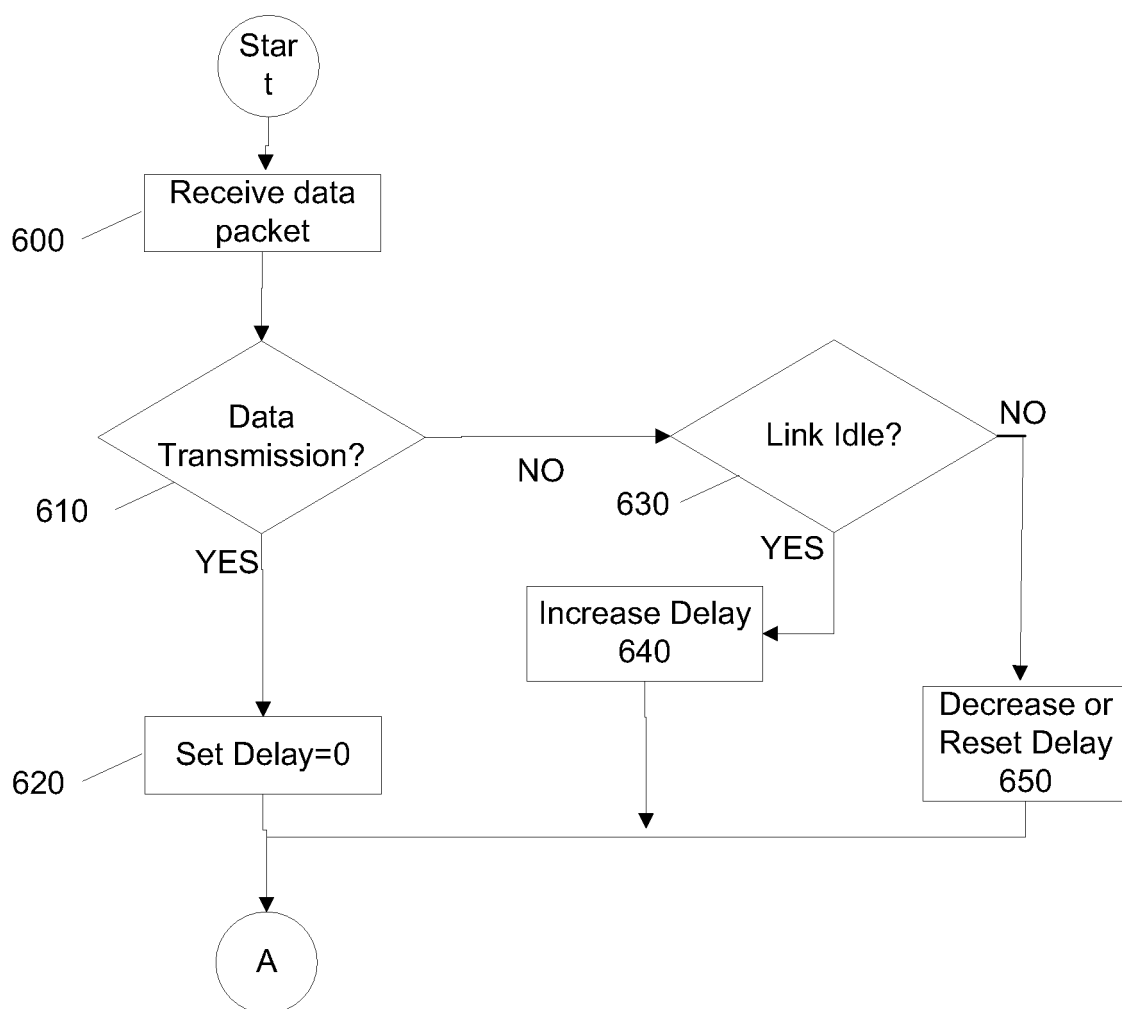 Star
t
Receive data
packet
600
Data
Transmission?
610
NO
Link Idle?
NO
630
YES
YES
Increase Delay
640
Decrease or
Reset Delay
650
Set Delay=0
620
A